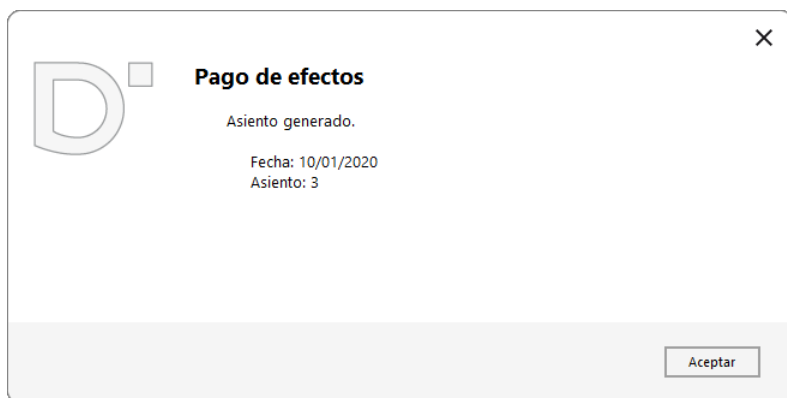 Pago de efectos
Asiento generado.
Fecha: 10/01/2020
Asiento: 3
Aceptar